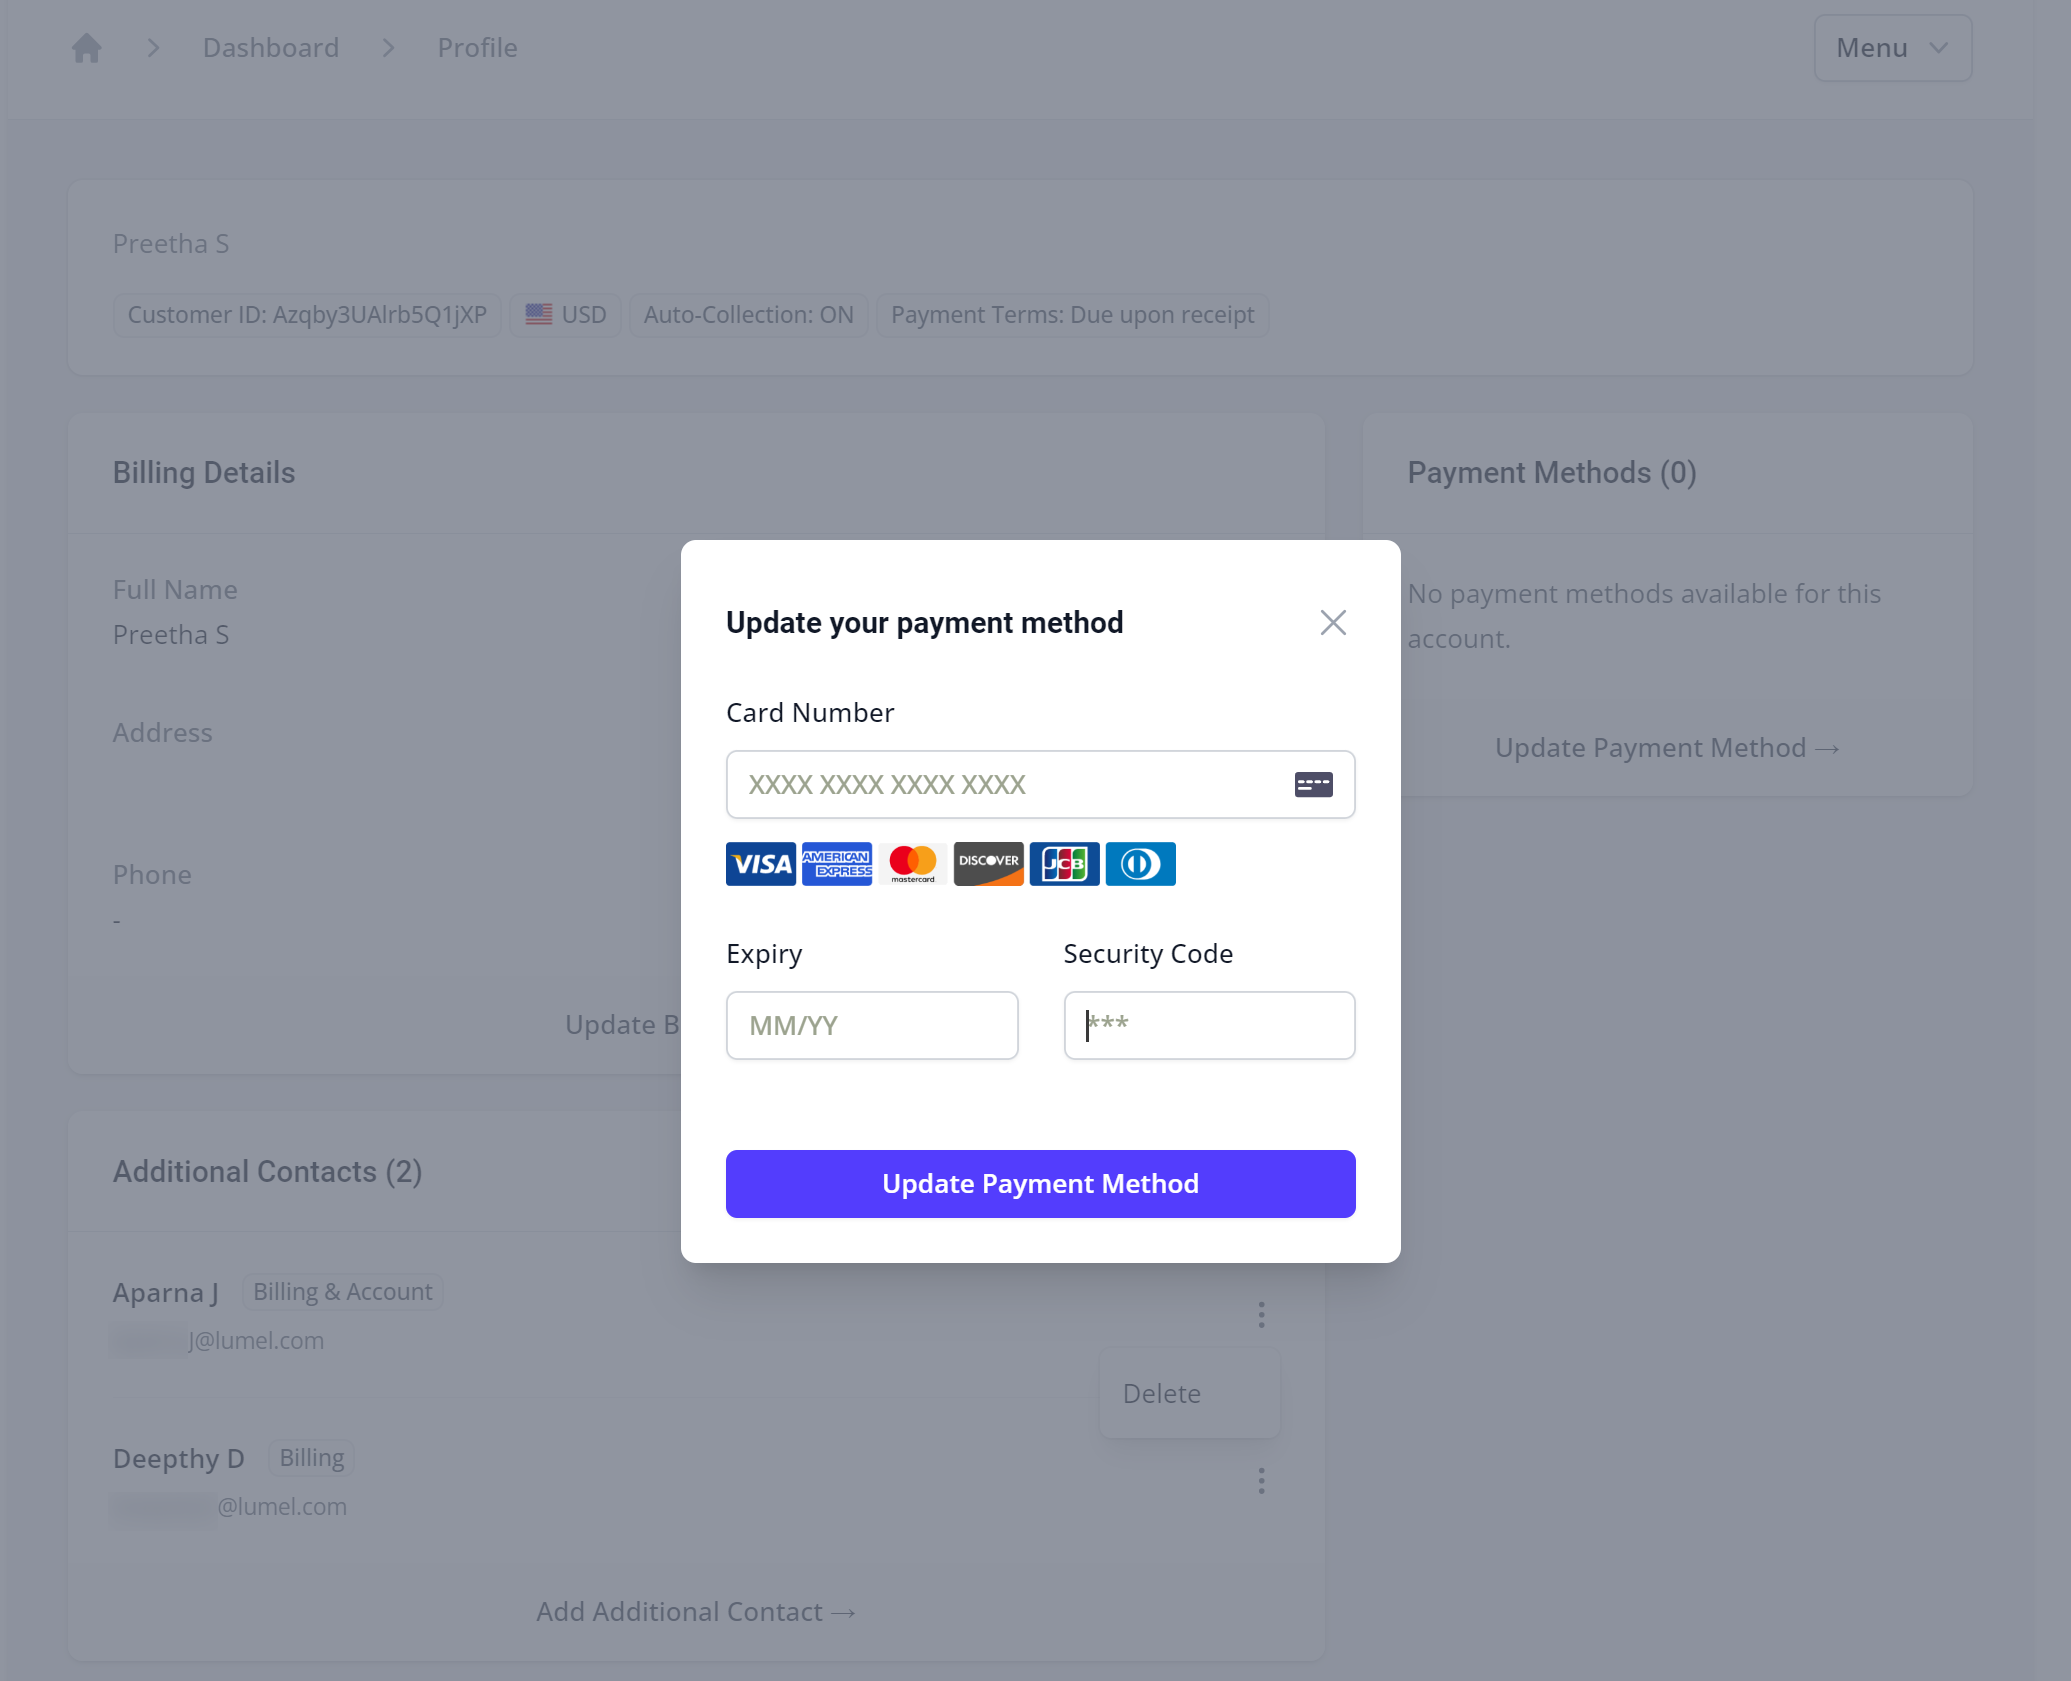 Dashboard
Profile
Menu
Preetha S
Customer ID: Azqby3UAlrb5Q1jXP
USD
Auto-Collection: ON
Payment Terms: Due upon receipt
Billing Details
Full Name
Preetha S
Address
Phone
-
Update B
Payment Methods (0)
No payment methods available for this
account.
Update Payment Method →
Update your payment method
Card Number
XXXX XXXX XXXX XXXX
VISA
AMERICAN
EXPRESS
mastercard
DISCOVER
JCB
Expiry
Security Code
MM/YY
***
Update Payment Method
Additional Contacts (2)
Aparna J
Billing & Account
J@lumel.com
Delete
Deepthy D
Billing
@lumel.com
Add Additional Contact →